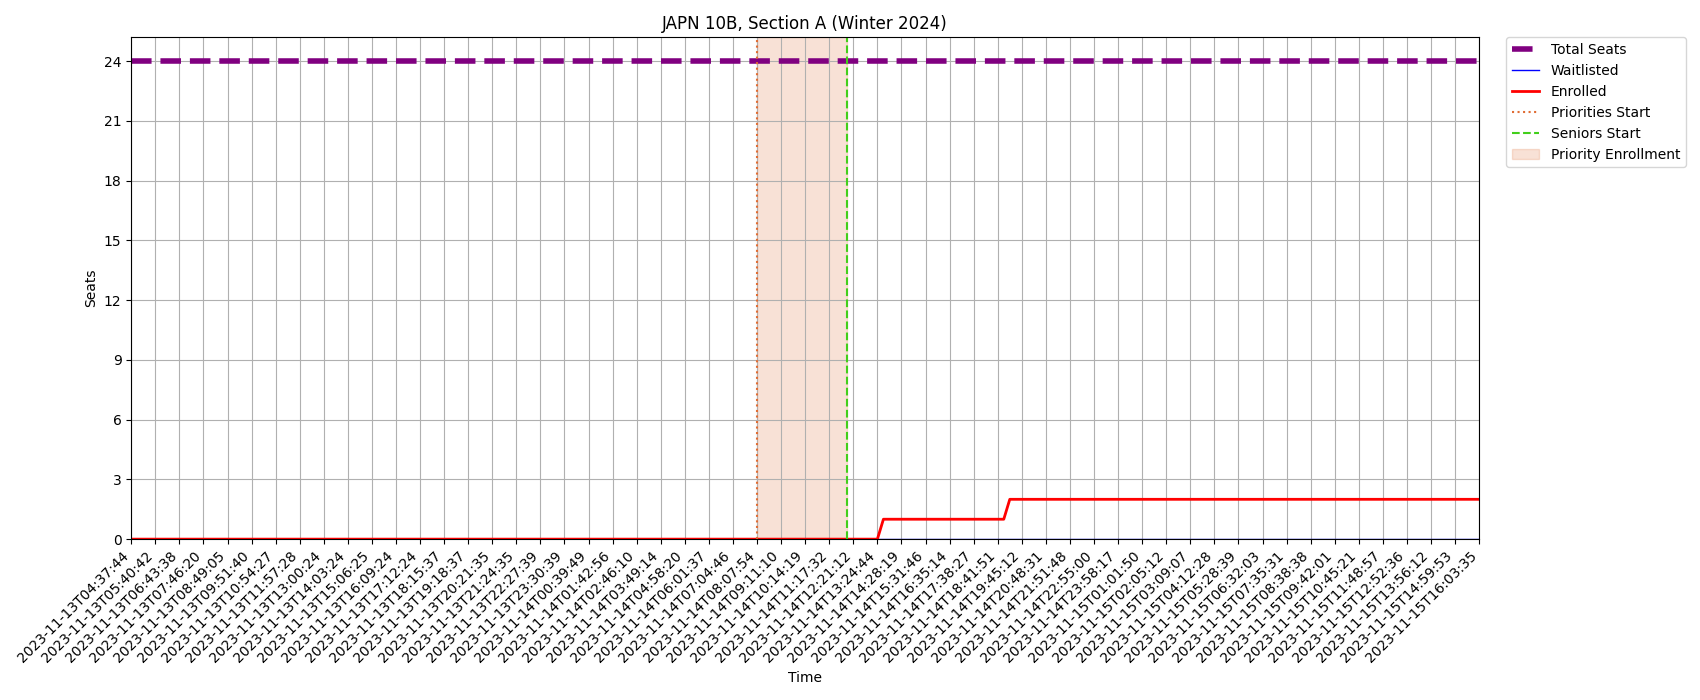 JAPN 10B, Section A (Winter 2024)
Total Seats
Waitlisted
Enrolled
Priorities Start
Seniors Start
Priority Enrollment
Seats
24
21
18
15
12
9
6
3
0
2023-11-13T04:37:44
2023-11-13T05:40:42
2023-11-13T06:43:38
2023-11-13T07:46:20
2023-11-13T08:49:05
2023-11-13T09:51:40
2023-11-13T10:54:27
2023-11-13T11:57:28
2023-11-13T13:00:24
2023-11-13T14:03:24
2023-11-13T15:06:25
2023-11-13T16:09:24
2023-11-13T17:12:24
2023-11-13T18:15:37
2023-11-13T19:18:37
2023-11-13T20:21:35
2023-11-13T21:24:35
2023-11-13T22:27:39
2023-11-13T23:30:39
2023-11-14T00:39:49
2023-11-14T01:42:56
2023-11-14T02:46:10
2023-11-14T03:49:14
2023-11-14T04:58:20
2023-11-14T06:01:37
2023-11-14T07:04:46
2023-11-14T08:07:54
2023-11-14T09:11:10
2023-11-14T10:14:19
2023-11-14T11:17:32
2023-11-14T12:21:12
2023-11-14T13:24:44
2023-11-14T14:28:19
2023-11-14T15:31:46
2023-11-14T16:35:14
2023-11-14T17:38:27
2023-11-14T18:41:51
2023-11-14T19:45:12
2023-11-14T20:48:31
2023-11-14T21:51:48
2023-11-14T22:55:00
2023-11-14T23:58:17
2023-11-15T01:01:50
2023-11-15T02:05:12
2023-11-15T03:09:07
2023-11-15T04:12:28
2023-11-15T05:28:39
2023-11-15T06:32:03
2023-11-15T07:35:31
2023-11-15T08:38:38
2023-11-15T09:42:01
2023-11-15T10:45:21
2023-11-15T11:48:57
2023-11-15T12:52:36
2023-11-15T13:56:12
2023-11-15T14:59:53
2023-11-15T16:03:35
Time